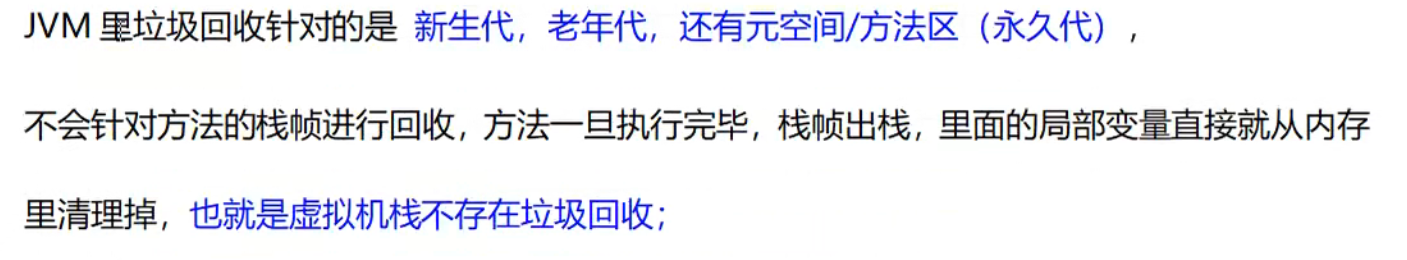 JVM 里垃圾回收针对的是 新生代，老年代，还有元空间/方法区（永久代），
不会针对方法的栈帧进行回收，方法一旦执行完毕，栈帧出栈，里面的局部变量直接就从内存
里清理掉，也就是虚拟机栈不存在垃圾回收；